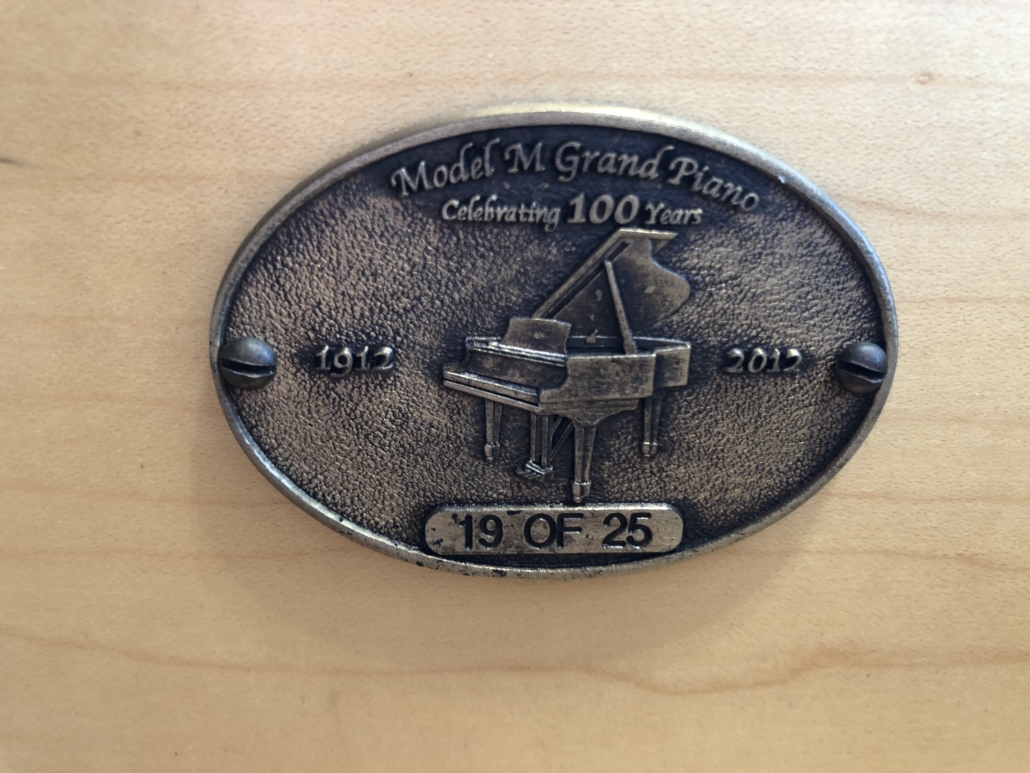 Model M Grand Piano
Celebrating 100 Years
1912 2012
19 OF 25